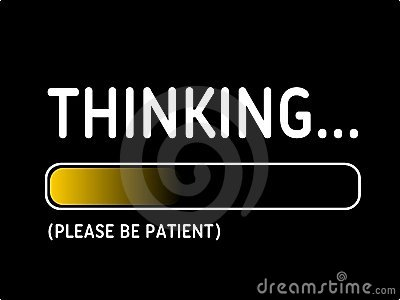 THINKING...
(PLEASE BE PATIENT)
dreamstime.com